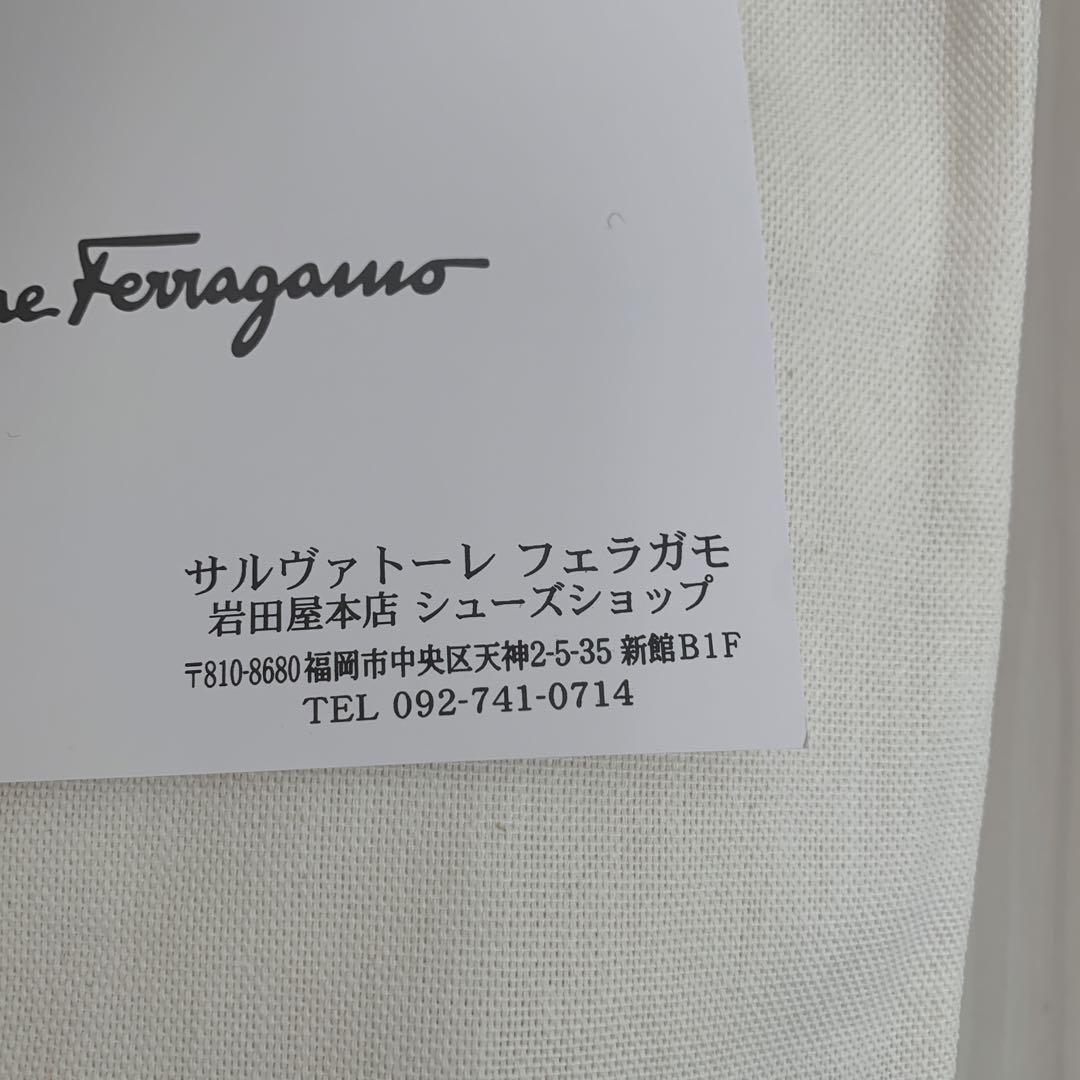 Ferragamo
サルヴァトーレ フェラガモ
岩田屋本店 シューズショップ
〒810-8680 福岡市中央区天神2-5-35 新館B1F
TEL 092-741-0714